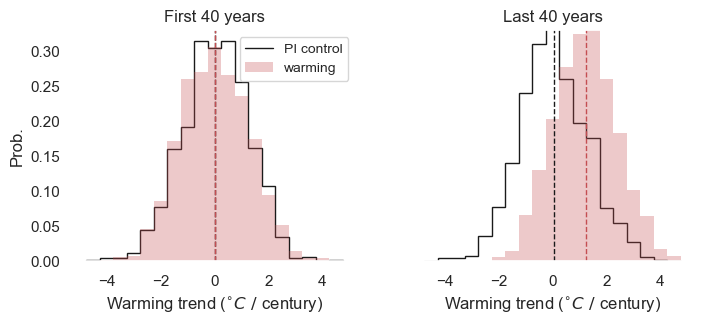 First 40 years
Last 40 years
PI control
warming
Prob.
0.30
0.25
0.20
0.15
0.10
0.05
0.00
−4 −2 0 2 4
−4 −2 0 2 4
Warming trend (°C / century)
Warming trend (°C / century)